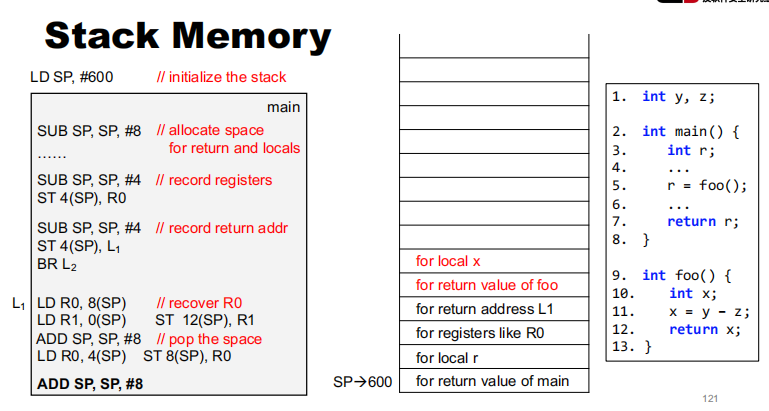 Stack Memory
LD SP, #600 // initialize the stack
main
SUB SP, SP, #8 // allocate space
for return and locals
......
SUB SP, SP, #4 // record registers
ST 4(SP), R0
SUB SP, SP, #4 // record return addr
ST 4(SP), L1
BR L2
L1 LD R0, 8(SP) // recover R0
LD R1, 0(SP) ST 12(SP), R1
ADD SP, SP, #8 // pop the space
LD R0, 4(SP) ST 8(SP), R0
ADD SP, SP, #8
for local x
for return value of foo
for return address L1
for registers like R0
for local r
SP→600 for return value of main
1. int y, z;
2. int main() {
3. int r;
4. ...
5. r = foo();
6. ...
7. return r;
8. }
9. int foo() {
10. int x;
11. x = y - z;
12. return x;
13. }
121